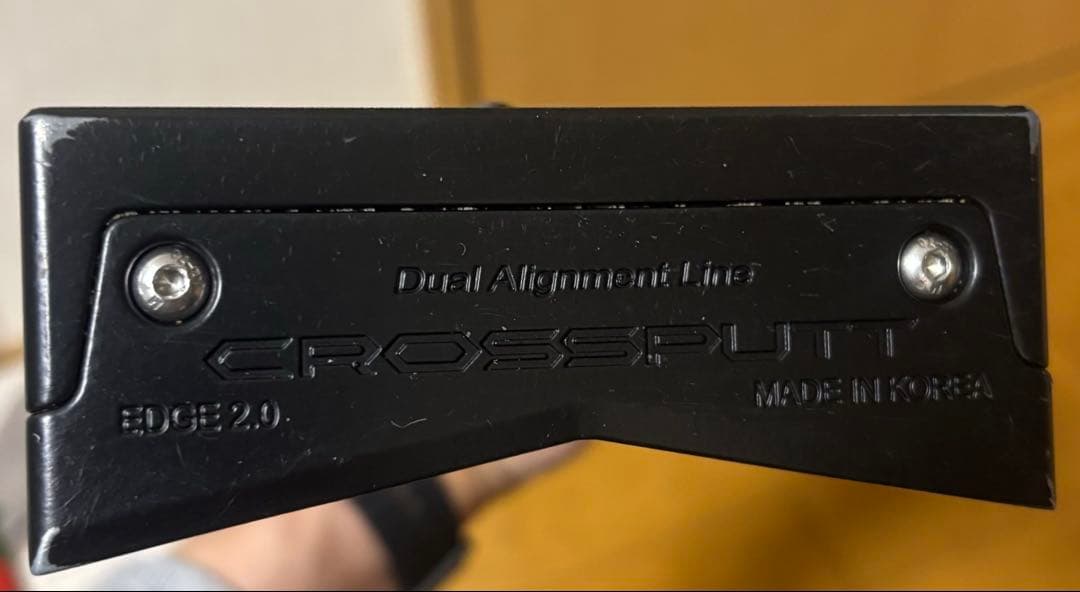 Dual Alignment Line
CROSSPUTT
EDGE 2.0
MADE IN KOREA